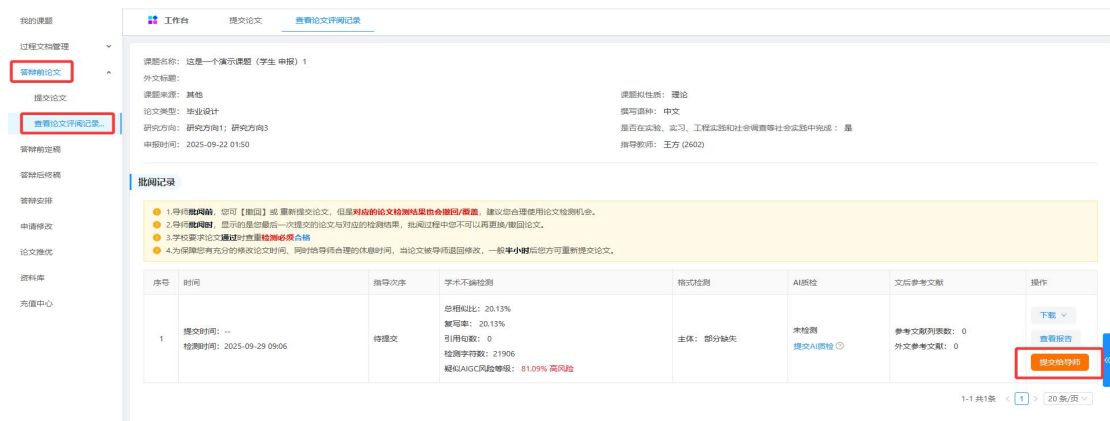 我的课题
过程文档管理
答辩前论文
提交论文
查看论文评阅记录...
答辩前定稿
答辩后终稿
答辩安排
申请修改
论文推优
资料库
充值中心
工作台 提交论文 查看论文评阅记录
课题名称： 这是一个演示课题（学生 申报）1
外文标题：
课题来源： 其他 课题拟性质： 理论
论文类型： 毕业设计 撰写语种： 中文
研究方向： 研究方向1；研究方向3 是否在实验、实习、工程实践和社会调查等社会实践中完成： 是
申报时间： 2025-09-22 01:50 指导教师： 王方 (2602)
批阅记录
1.导师批阅前，您可【撤回】或 重新提交论文，但是对应的论文检测结果也会撤回/覆盖，建议您合理使用论文检测机会。
2.导师批阅时，显示的是您最后一次提交的论文与对应的检测结果，批阅过程中您不可以再更换/撤回论文。
3.学校要求论文通过时查重检测必须合格
4.为保障您有充分的修改论文时间、同时给导师合理的休息时间，当论文被导师退回修改，一般半小时后您方可重新提交论文。
序号 时间 指导次序 学术不端检测 格式检测 AI质检 文后参考文献 操作
1
提交时间： --
检测时间： 2025-09-29 09:06
待提交
总相似比： 20.13%
复写率： 20.13%
引用句数： 0
检测字符数： 21906
疑似AIGC风险等级： 81.09% 高风险
主体： 部分缺失
未检测
提交AI质检
参考文献列表数： 0
外文参考文献： 0
下载
查看报告
提交给导师
1-1 共1条 < 1 > 20 条/页